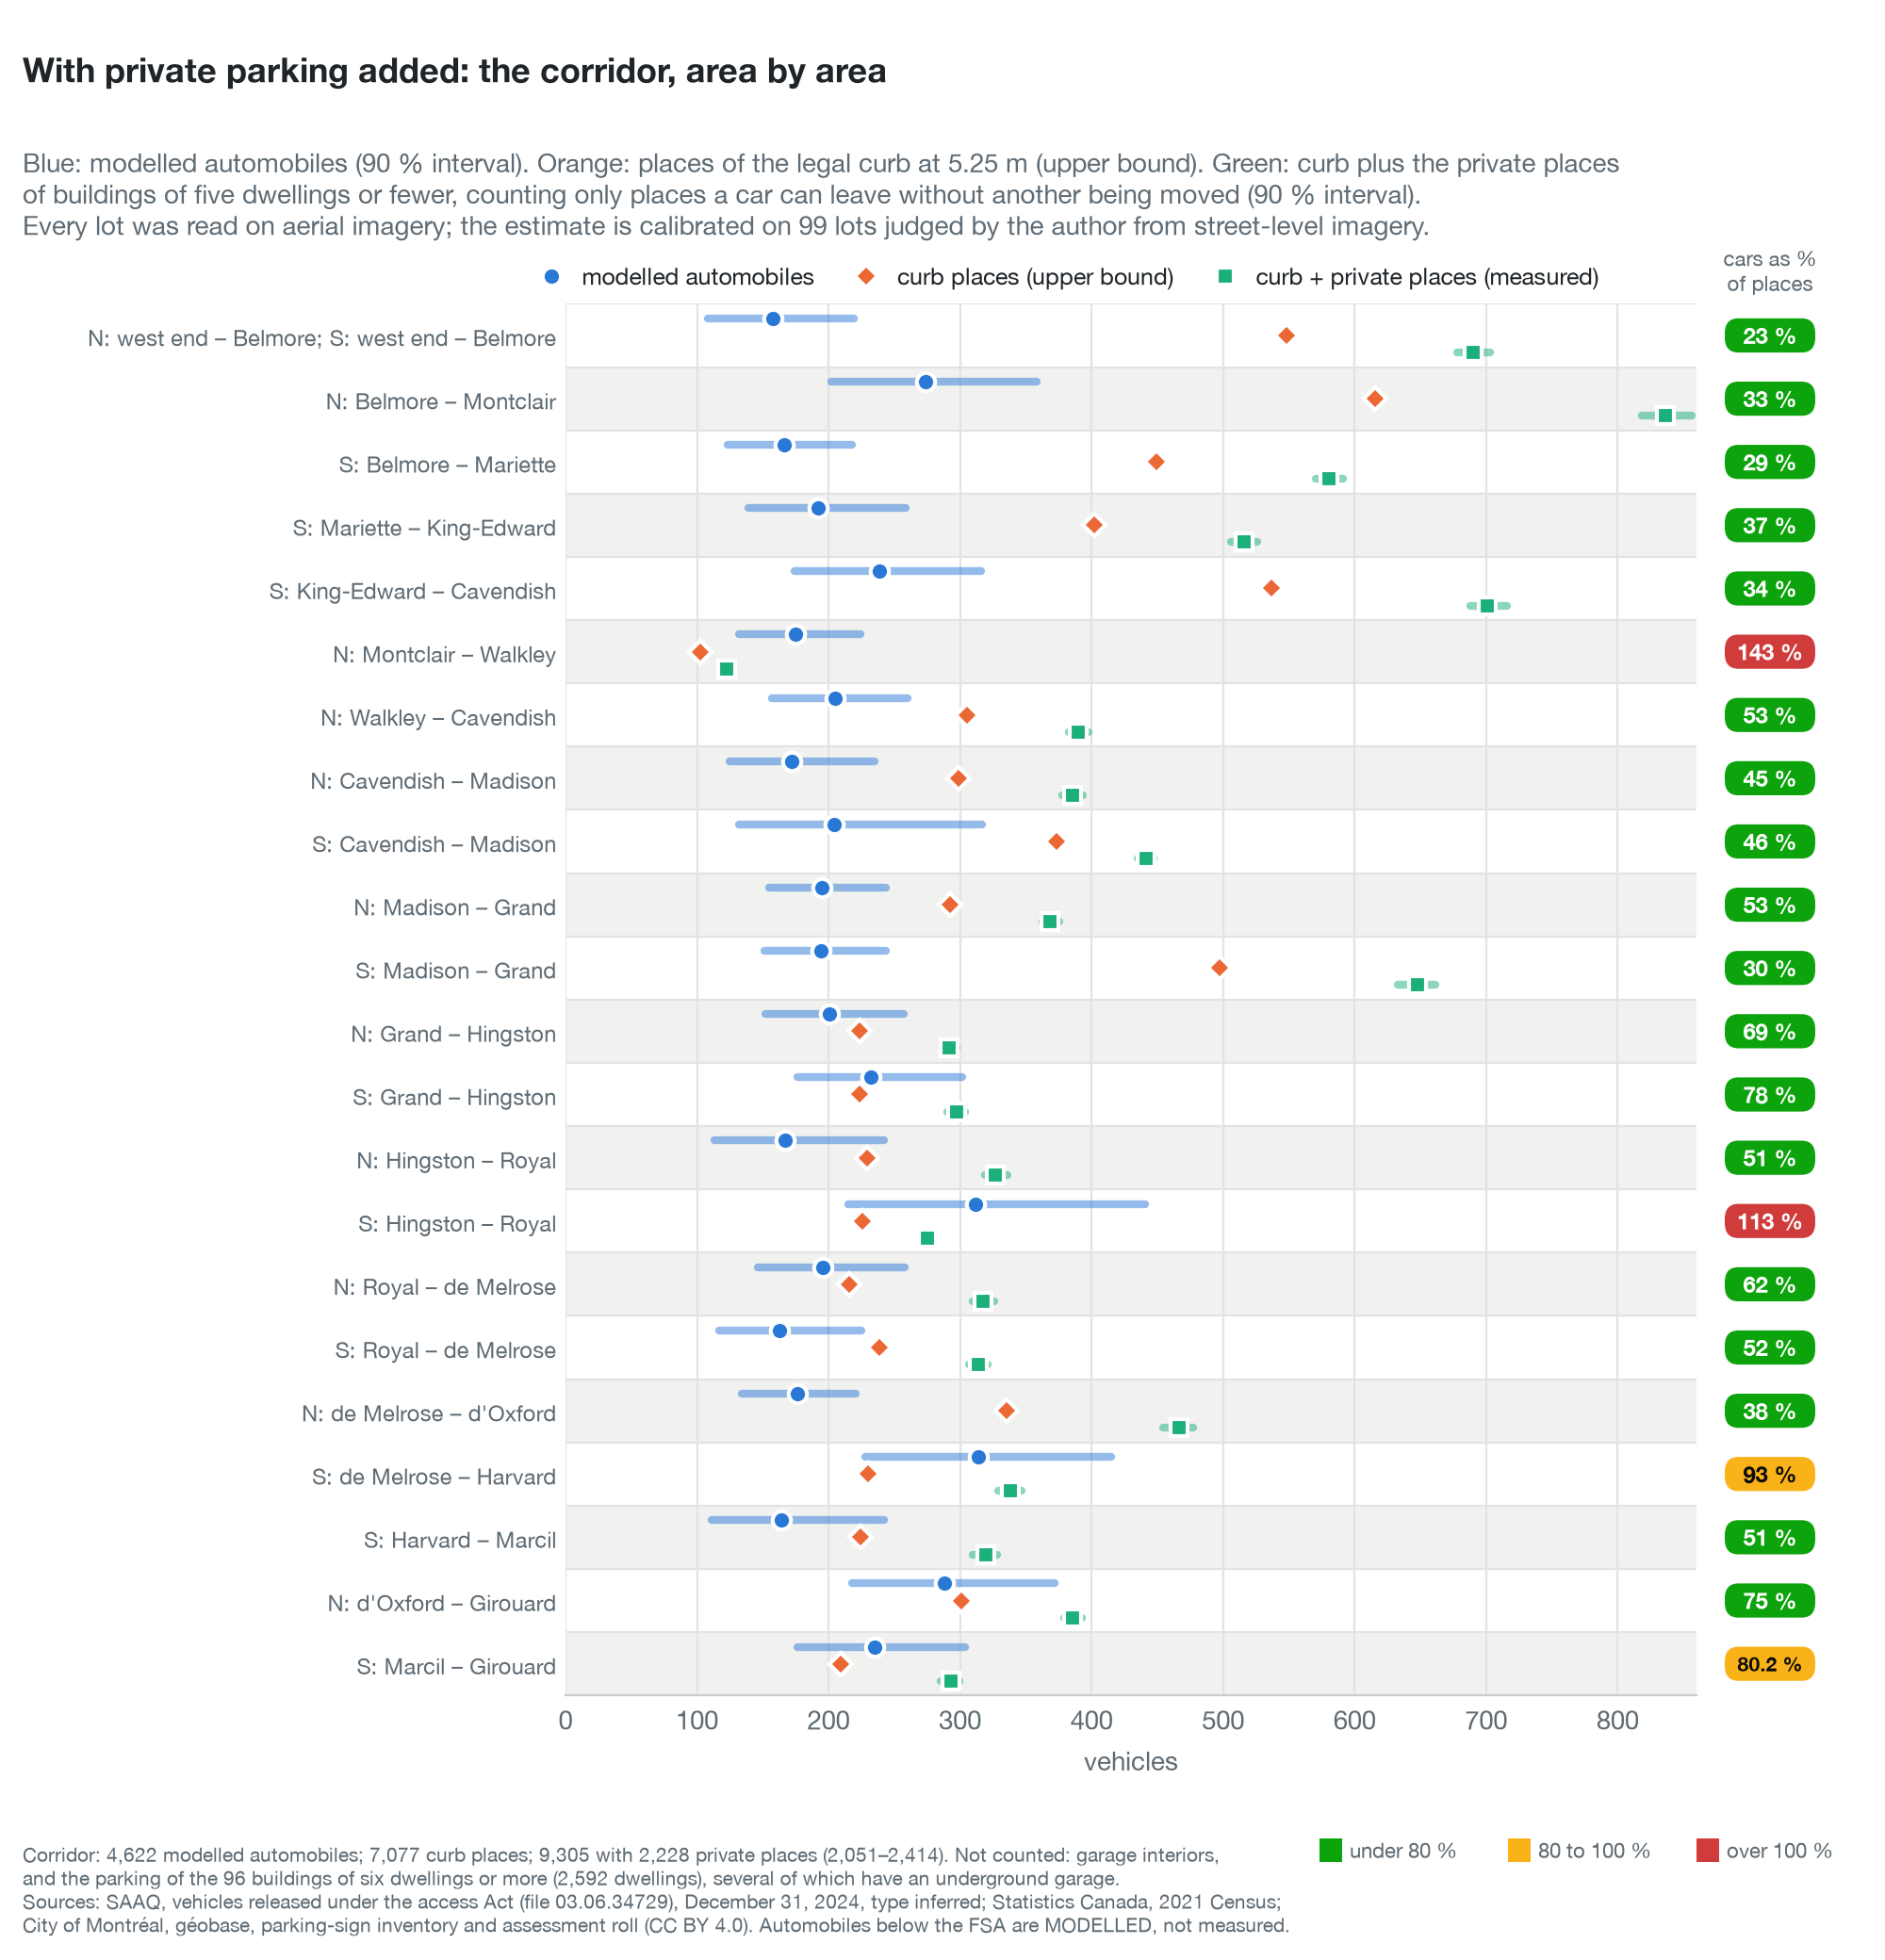 With private parking added: the corridor, area by area
Blue: modelled automobiles (90 % interval). Orange: places of the legal curb at 5.25 m (upper bound). Green: curb plus the private places
of buildings of five dwellings or fewer, counting only places a car can leave without another being moved (90 % interval).
Every lot was read on aerial imagery; the estimate is calibrated on 99 lots judged by the author from street-level imagery.
modelled automobiles curb places (upper bound) curb + private places (measured)
cars as %
of places
N: west end – Belmore; S: west end – Belmore 23 %
N: Belmore – Montclair 33 %
S: Belmore – Mariette 29 %
S: Mariette – King-Edward 37 %
S: King-Edward – Cavendish 34 %
N: Montclair – Walkley 143 %
N: Walkley – Cavendish 53 %
N: Cavendish – Madison 45 %
S: Cavendish – Madison 46 %
N: Madison – Grand 53 %
S: Madison – Grand 30 %
N: Grand – Hingston 69 %
S: Grand – Hingston 78 %
N: Hingston – Royal 51 %
S: Hingston – Royal 113 %
N: Royal – de Melrose 62 %
S: Royal – de Melrose 52 %
N: de Melrose – d'Oxford 38 %
S: de Melrose – Harvard 93 %
S: Harvard – Marcil 51 %
N: d'Oxford – Girouard 75 %
S: Marcil – Girouard 80.2 %
0 100 200 300 400 500 600 700 800
vehicles
under 80 % 80 to 100 % over 100 %
Corridor: 4,622 modelled automobiles; 7,077 curb places; 9,305 with 2,228 private places (2,051–2,414). Not counted: garage interiors,
and the parking of the 96 buildings of six dwellings or more (2,592 dwellings), several of which have an underground garage.
Sources: SAAQ, vehicles released under the access Act (file 03.06.34729), December 31, 2024, type inferred; Statistics Canada, 2021 Census;
City of Montréal, géobase, parking-sign inventory and assessment roll (CC BY 4.0). Automobiles below the FSA are MODELLED, not measured.